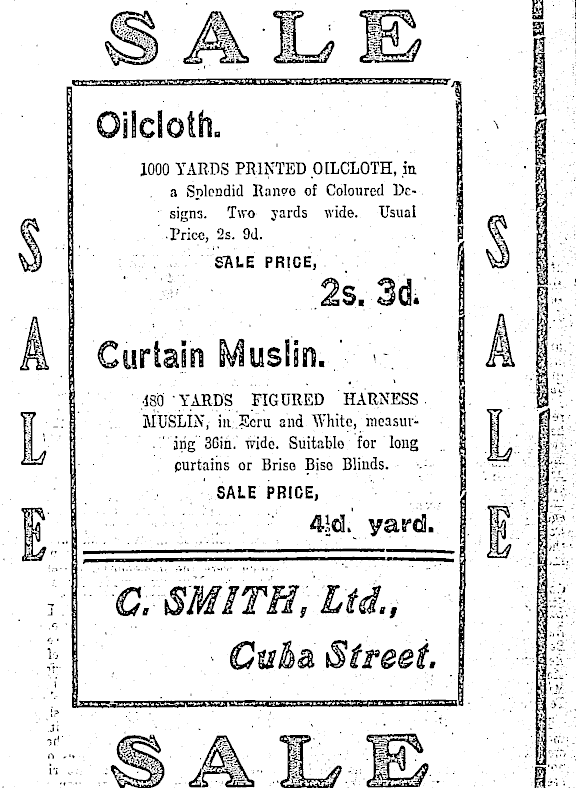 SALE
Oilcloth.
1000 YARDS PRINTED OILCLOTH, in
a Splendid Range of Coloured De-
signs. Two yards wide. Usual
Price, 2s. 9d.
SALE PRICE,
2s. 3d.
Curtain Muslin.
480 YARDS FIGURED HARNESS
MUSLIN, in Ecru and White, measur-
ing 36in. wide. Suitable for long
curtains or Brise Bise Blinds.
SALE PRICE,
4½d. yard.
C. SMITH, Ltd.,
Cuba Street.
SALE
SALE
SALE